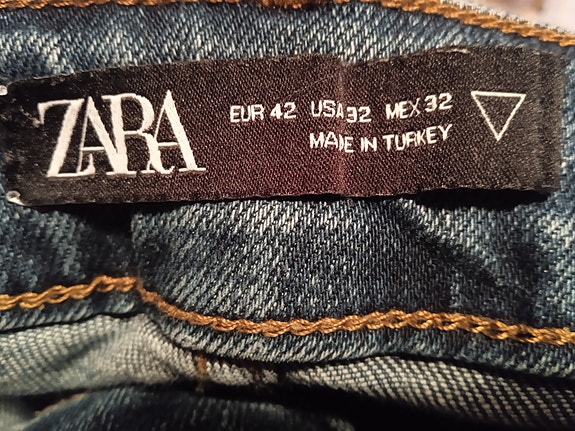 ZARA
EUR 42 USA 32 MEX 32
MADE IN TURKEY